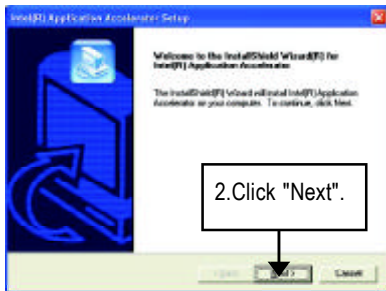 Intel(R) Application Accelerator Setup
Welcome to the InstallShield Wizard(R) for
Intel(R) Application Accelerator
The InstallShield(R) Wizard will install Intel(R) Application
Accelerator on your computer. To continue, click Next.
2.Click "Next".
Cancel